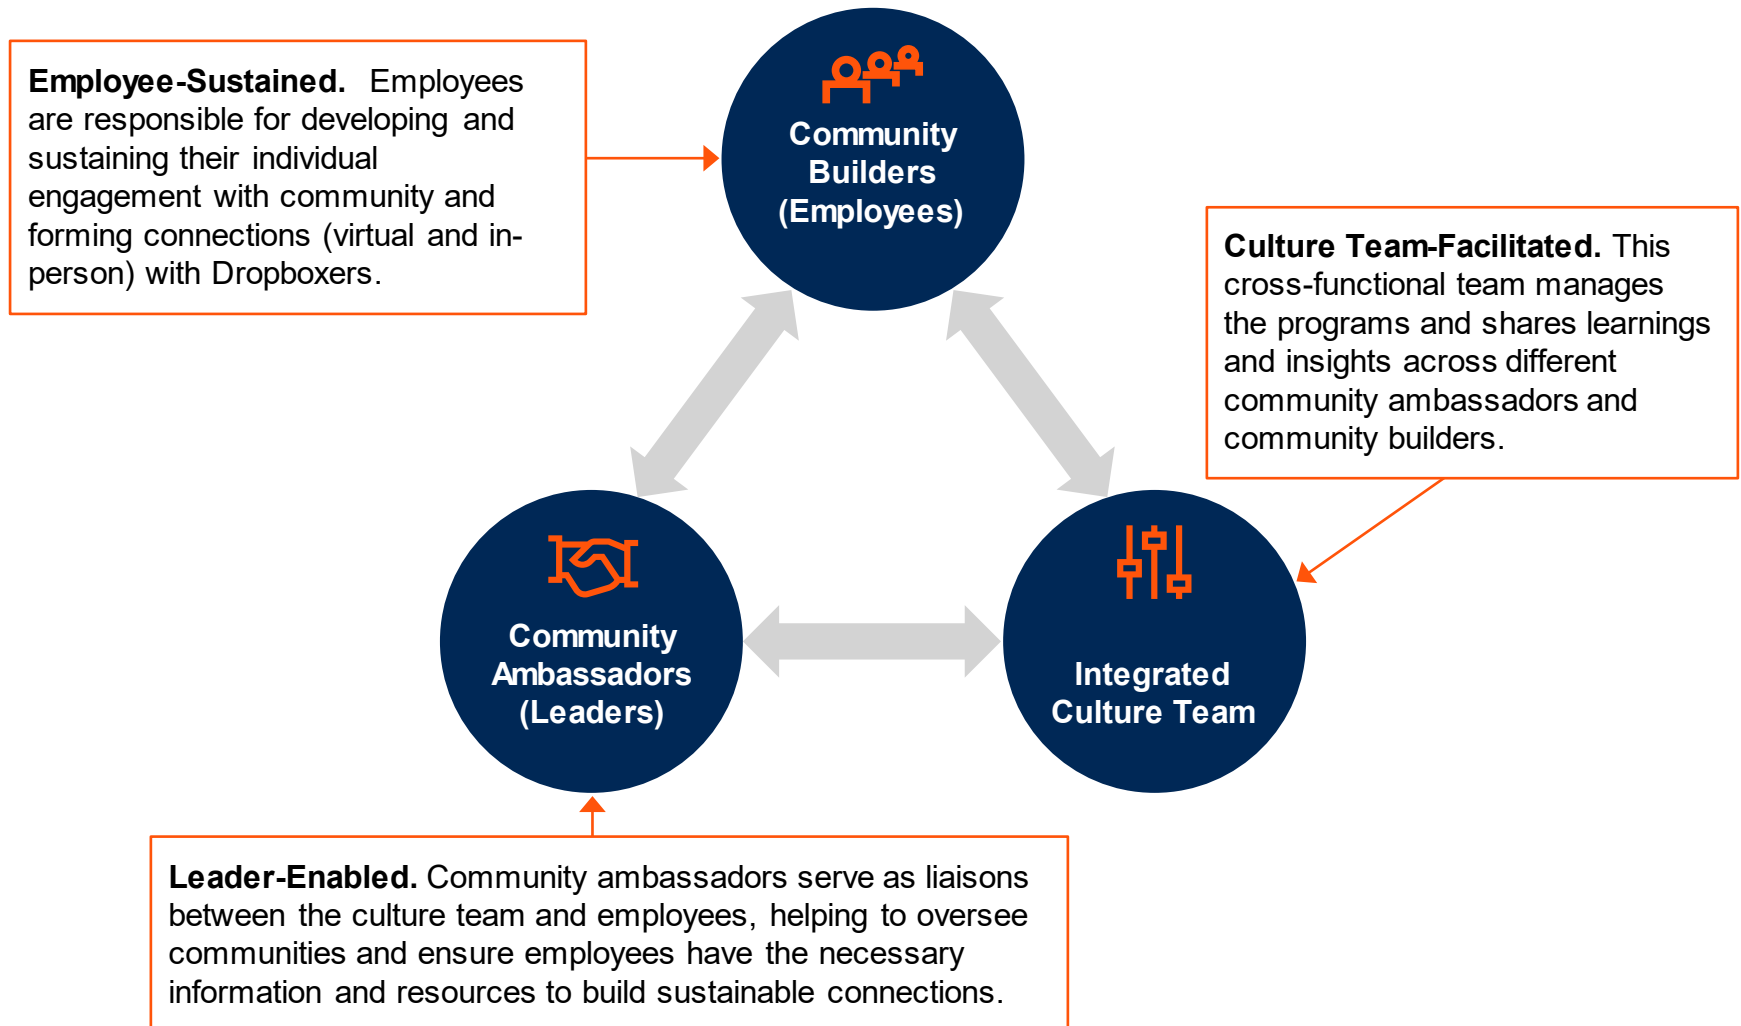 Employee-Sustained. Employees
are responsible for developing and
sustaining their individual
engagement with community and
forming connections (virtual and in-
person) with Dropboxers.
Community
Builders
(Employees)
Culture Team-Facilitated. This
cross-functional team manages
the programs and shares learnings
and insights across different
community ambassadors and
community builders.
Community
Ambassadors
(Leaders)
Integrated
Culture Team
Leader-Enabled. Community ambassadors serve as liaisons
between the culture team and employees, helping to oversee
communities and ensure employees have the necessary
information and resources to build sustainable connections.